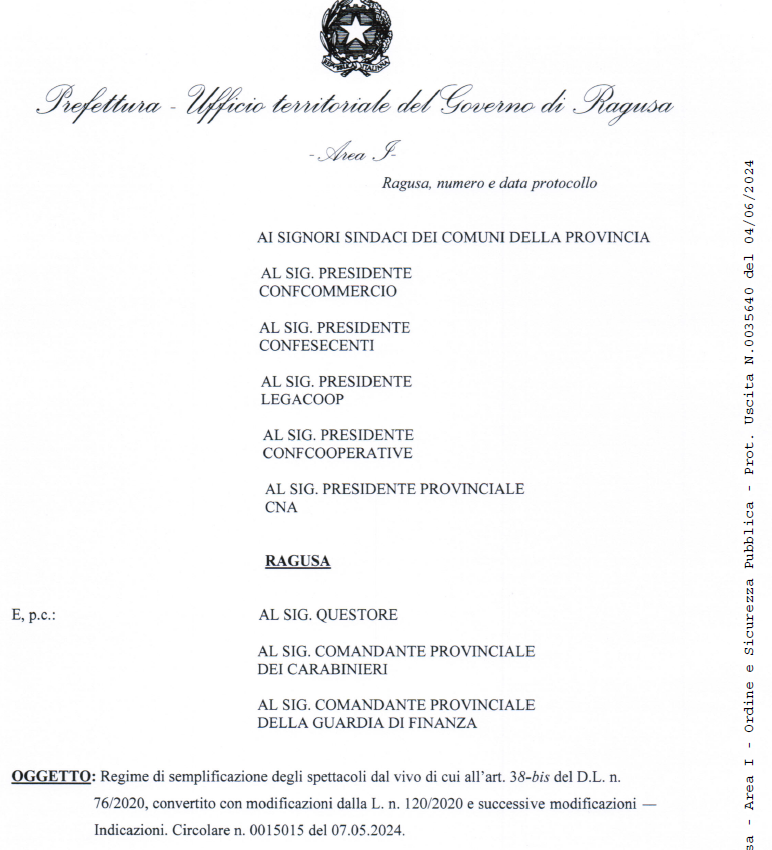 REPVBBLICA ITALIANA
Prefettura - Ufficio territoriale del Governo di Ragusa
- Area I-
Ragusa, numero e data protocollo
AI SIGNORI SINDACI DEI COMUNI DELLA PROVINCIA
AL SIG. PRESIDENTE
CONFCOMMERCIO
AL SIG. PRESIDENTE
CONFESECENTI
AL SIG. PRESIDENTE
LEGACOOP
AL SIG. PRESIDENTE
CONFCOOPERATIVE
AL SIG. PRESIDENTE PROVINCIALE
CNA
RAGUSA
E, p.c.: AL SIG. QUESTORE
AL SIG. COMANDANTE PROVINCIALE
DEI CARABINIERI
AL SIG. COMANDANTE PROVINCIALE
DELLA GUARDIA DI FINANZA
OGGETTO: Regime di semplificazione degli spettacoli dal vivo di cui all'art. 38-bis del D.L. n.
76/2020, convertito con modificazioni dalla L. n. 120/2020 e successive modificazioni —
Indicazioni. Circolare n. 0015015 del 07.05.2024.
sa - Area I - Ordine e Sicurezza Pubblica - Prot. Uscita N.0035640 del 04/06/2024